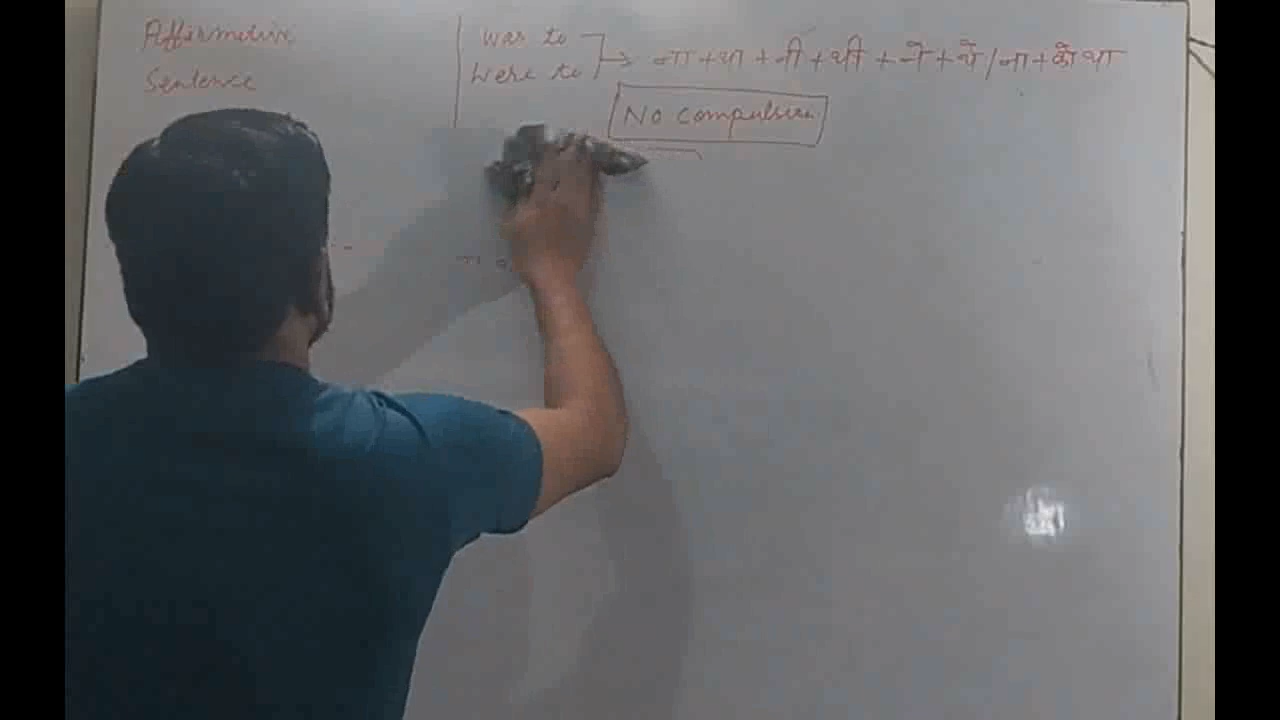 Affirmative
Sentence
was to
were to
→ ना + था + नी + थी + ने + थे / ना + को था
No compulsion